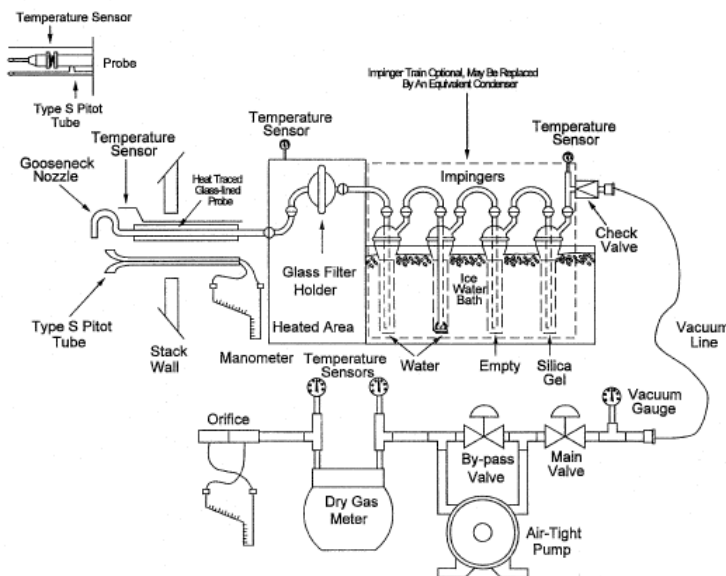 Temperature Sensor
Probe
Type S Pitot
Tube
Impinger Train Optional, May Be Replaced
By An Equivalent Condenser
Temperature
Sensor
Gooseneck
Nozzle
Heat Traced
Glass-lined
Probe
Temperature
Sensor
Impingers
Temperature
Sensor
Check
Valve
Glass Filter
Holder
Heated Area
Ice
Water
Bath
Type S Pitot
Tube
Stack
Wall
Manometer
Water
Empty
Silica
Gel
Vacuum
Line
Temperature
Sensors
Orifice
Dry Gas
Meter
By-pass
Valve
Main
Valve
Vacuum
Gauge
Air-Tight
Pump